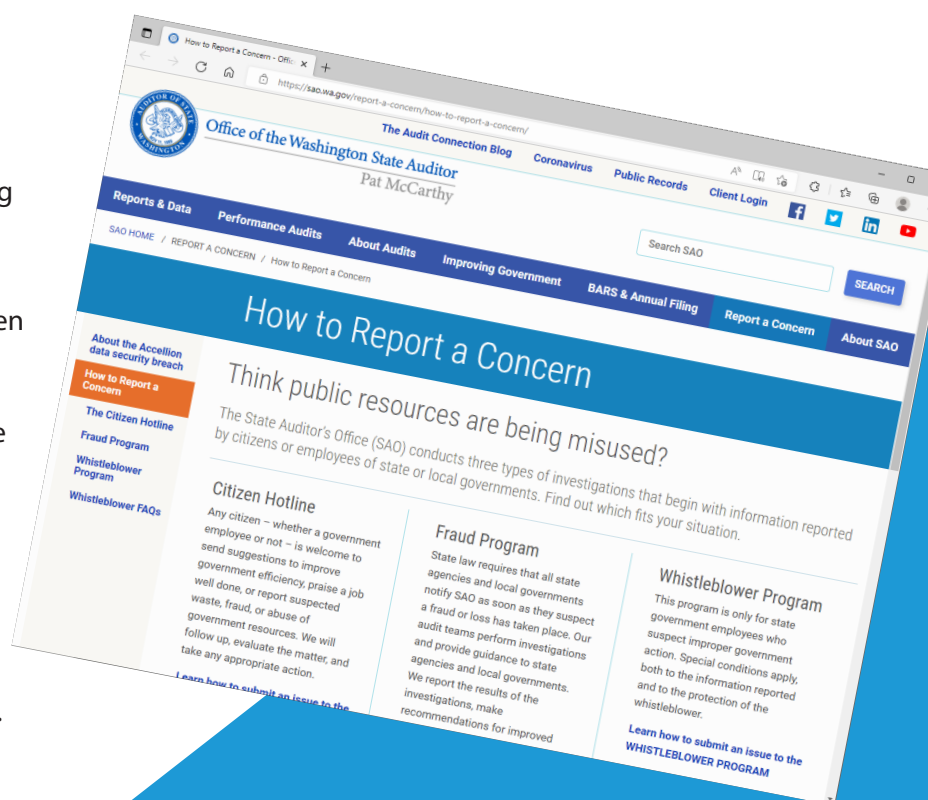 g
en
e
.
How to Report a Concern - Offic
https://sao.wa.gov/report-a-concern/how-to-report-a-concern/
The Audit Connection Blog
Coronavirus
Public Records
Client Login
AUDITOR OF STATE
WASHINGTON
Office of the Washington State Auditor
Pat McCarthy
Search SAO
SEARCH
Reports & Data
Performance Audits
About Audits
Improving Government
BARS & Annual Filing
Report a Concern
About SAO
SAO HOME / REPORT A CONCERN / How to Report a Concern
How to Report a Concern
About the Accellion
data security breach
How to Report a
Concern
The Citizen Hotline
Fraud Program
Whistleblower
Program
Whistleblower FAQs
Think public resources are being misused?
The State Auditor's Office (SAO) conducts three types of investigations that begin with information reported
by citizens or employees of state or local governments. Find out which fits your situation.
Citizen Hotline
Any citizen – whether a government
employee or not – is welcome to
send suggestions to improve
government efficiency, praise a job
well done, or report suspected
waste, fraud, or abuse of
government resources. We will
follow up, evaluate the matter, and
take any appropriate action.
Learn how to submit an issue to the
Fraud Program
State law requires that all state
agencies and local governments
notify SAO as soon as they suspect
a fraud or loss has taken place. Our
audit teams perform investigations
and provide guidance to state
agencies and local governments.
We report the results of the
investigations, make
recommendations for improved
Whistleblower Program
This program is only for state
government employees who
suspect improper government
action. Special conditions apply,
both to the information reported
and to the protection of the
whistleblower.
Learn how to submit an issue to the
WHISTLEBLOWER PROGRAM